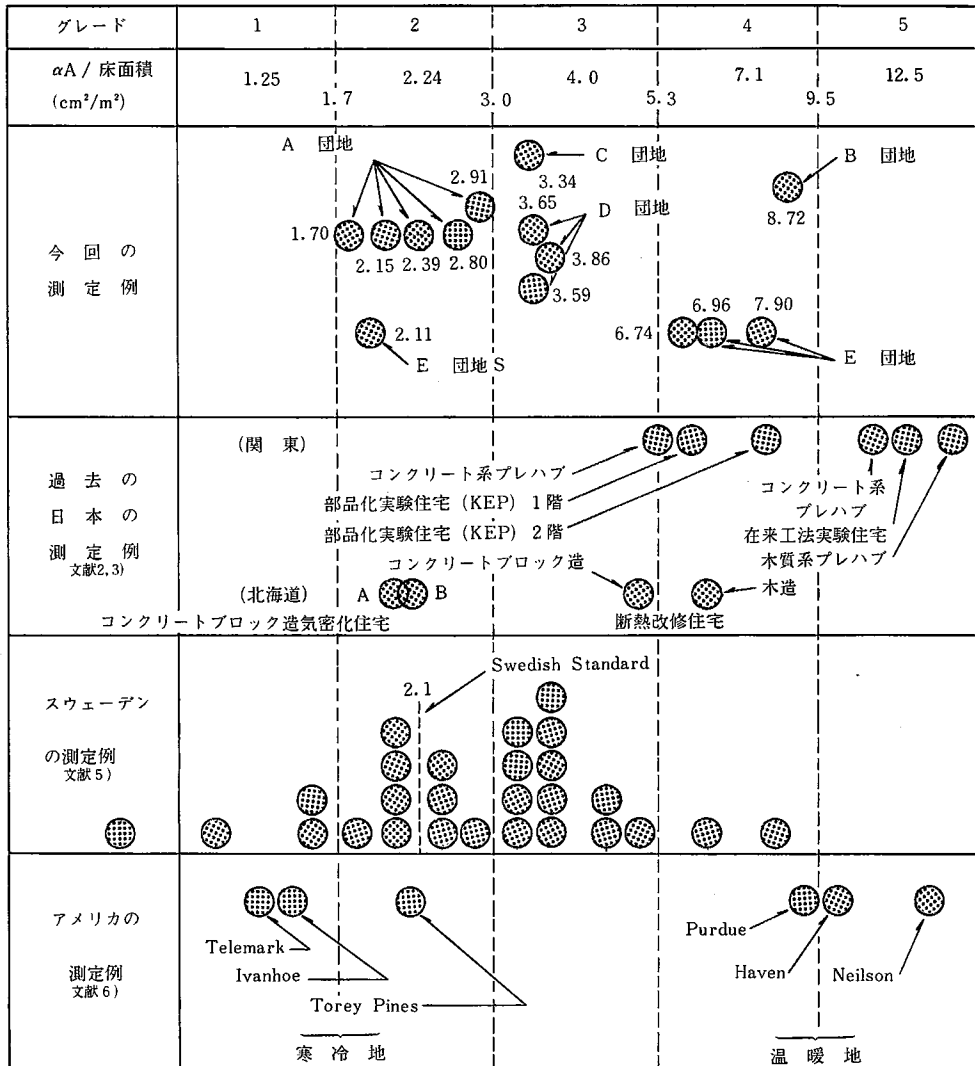 グレード 1 2 3 4 5
αA / 床面積 1.25 2.24 4.0 7.1 12.5
(cm²/m²) 1.7 3.0 5.3 9.5
今回の
測定例
A 団地
2.91
1.70
2.15 2.39 2.80
2.11
E 団地 S
C 団地
3.34
3.65
D 団地
3.86
3.59
B 団地
8.72
6.74
6.96 7.90
E 団地
過去の
日本の
測定例
文献2, 3)
(関東)
コンクリート系プレハブ
部品化実験住宅 (KEP) 1階
部品化実験住宅 (KEP) 2階
コンクリート系
プレハブ
在来工法実験住宅
木質系プレハブ
コンクリートブロック造
木造
(北海道) A B
コンクリートブロック造気密化住宅
断熱改修住宅
スウェーデン
の測定例
文献 5)
2.1
Swedish Standard
アメリカの
測定例
文献 6)
Telemark
Ivanhoe
Torey Pines
Purdue
Haven
Neilson
寒冷地
温暖地